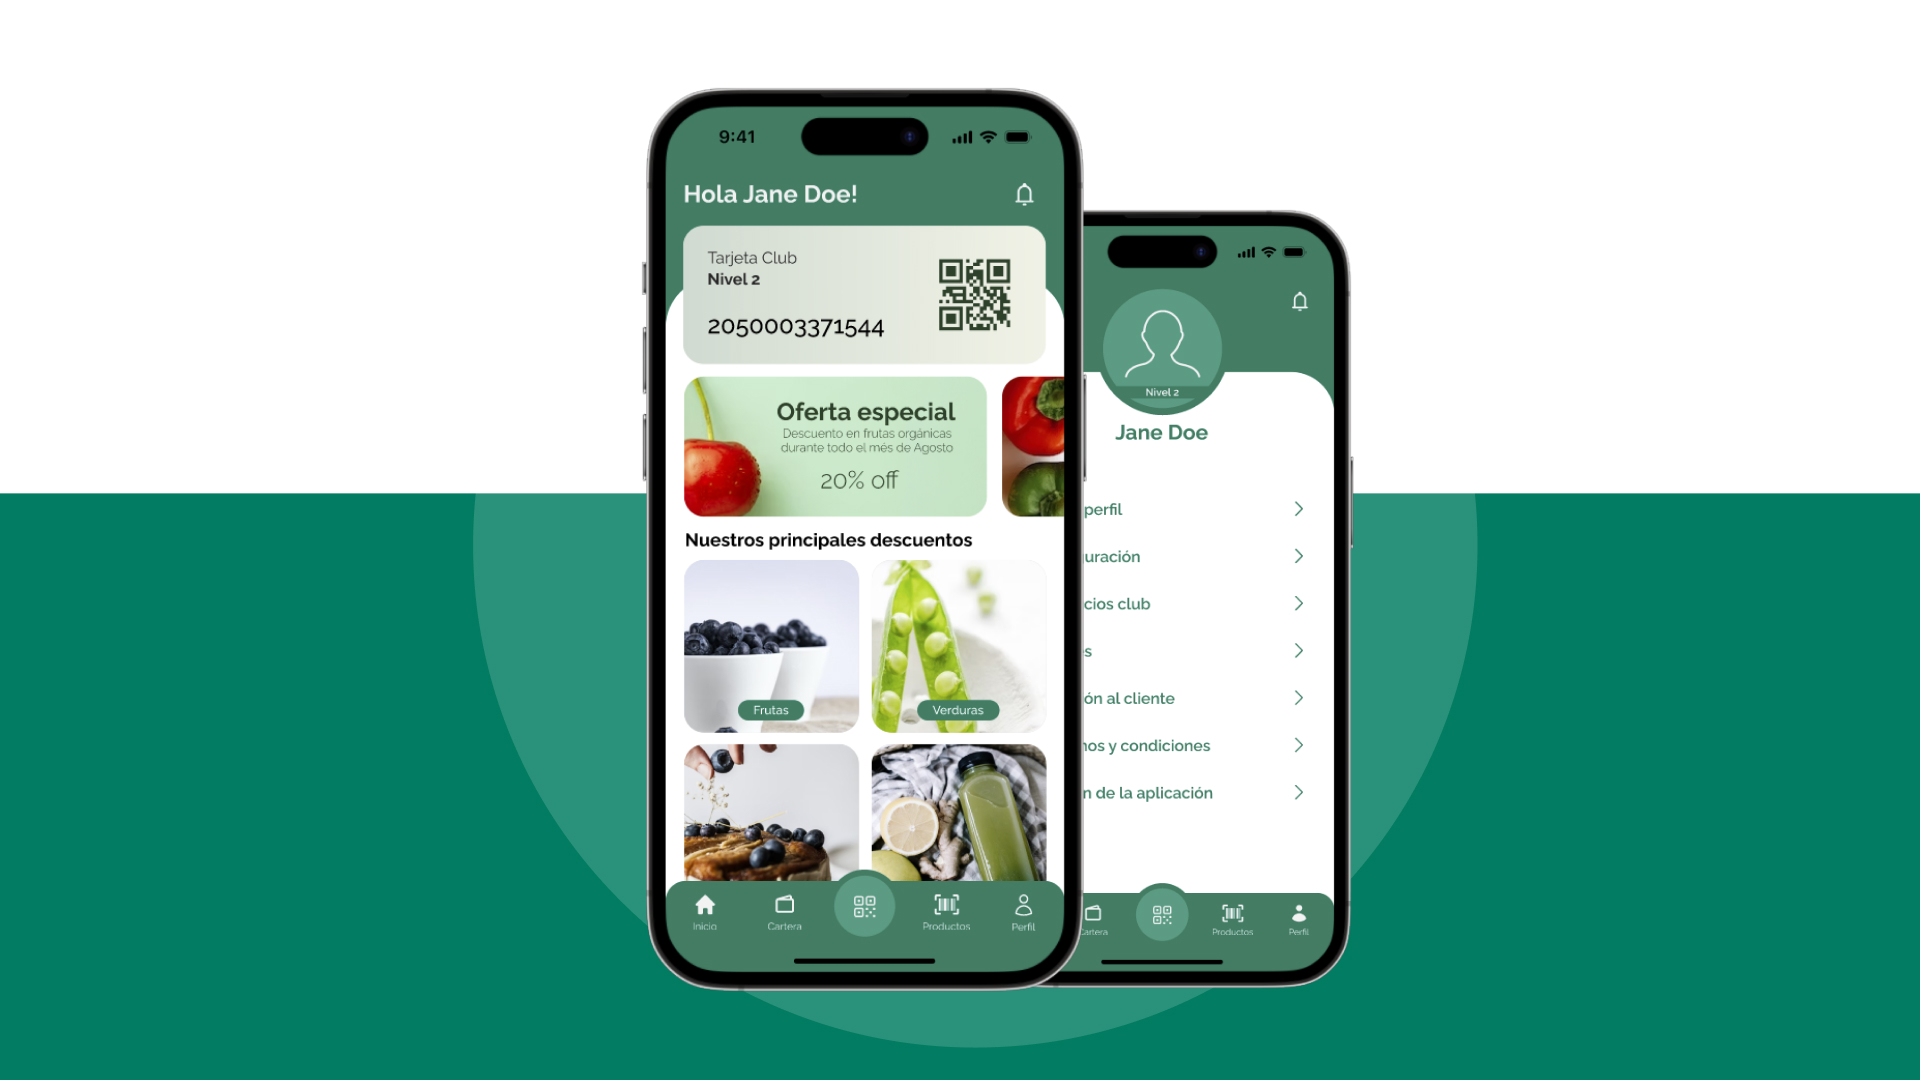 9:41
Hola Jane Doe!
Tarjeta Club
Nivel 2
2050003371544
Oferta especial
Descuento en frutas orgánicas
durante todo el més de Agosto
20% off
Nuestros principales descuentos
Frutas
Verduras
Inicio
Cartera
Productos
Perfil
Nivel 2
Jane Doe
perfil
uración
cios club
s
ón al cliente
nos y condiciones
n de la aplicación
Cartera
Productos
Perfil